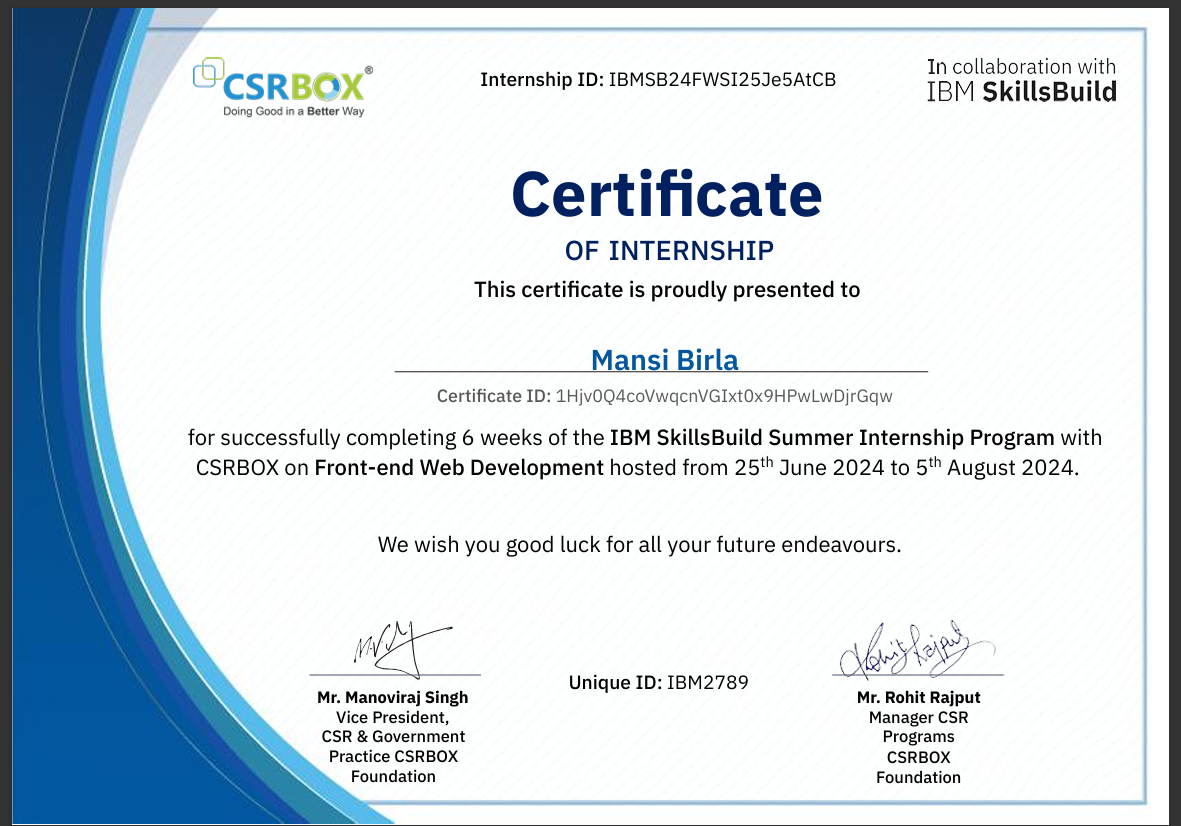 CSRBOX®
Doing Good in a Better Way
Internship ID: IBMSB24FWSI25Je5AtCB
In collaboration with
IBM SkillsBuild
Certificate
OF INTERNSHIP
This certificate is proudly presented to
Mansi Birla
Certificate ID: 1Hjv0Q4coVwqcnVGIxt0x9HPwLwDjrGqw
for successfully completing 6 weeks of the IBM SkillsBuild Summer Internship Program with
CSRBOX on Front-end Web Development hosted from 25th June 2024 to 5th August 2024.
We wish you good luck for all your future endeavours.
Rohit Rajput
Mr. Manoviraj Singh
Vice President,
CSR & Government
Practice CSRBOX
Foundation
Unique ID: IBM2789
Mr. Rohit Rajput
Manager CSR
Programs
CSRBOX
Foundation